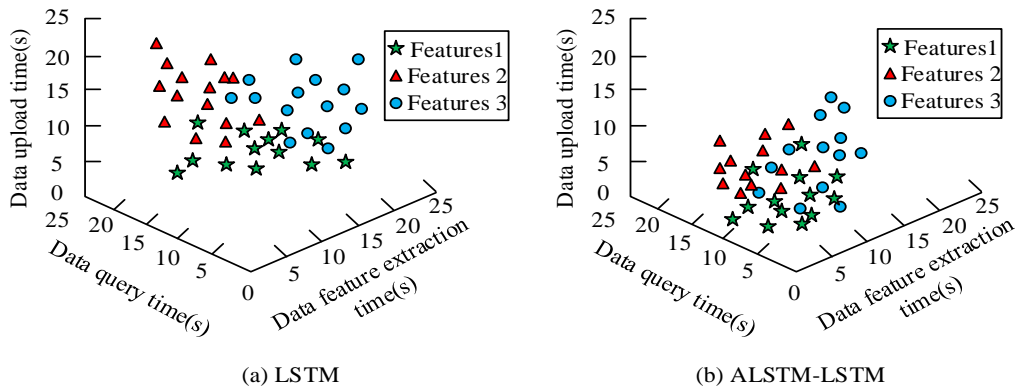 Data upload time(s)
25
20
15
10
5
0
25
20
15
10
5
0
5
10
15
20
25
Data query time(s)
Data feature extraction
time(s)
Features1
Features 2
Features 3
(a) LSTM
Data upload time(s)
25
20
15
10
5
0
25
20
15
10
5
0
5
10
15
20
25
Data query time(s)
Data feature extraction
time(s)
Features1
Features 2
Features 3
(b) ALSTM-LSTM